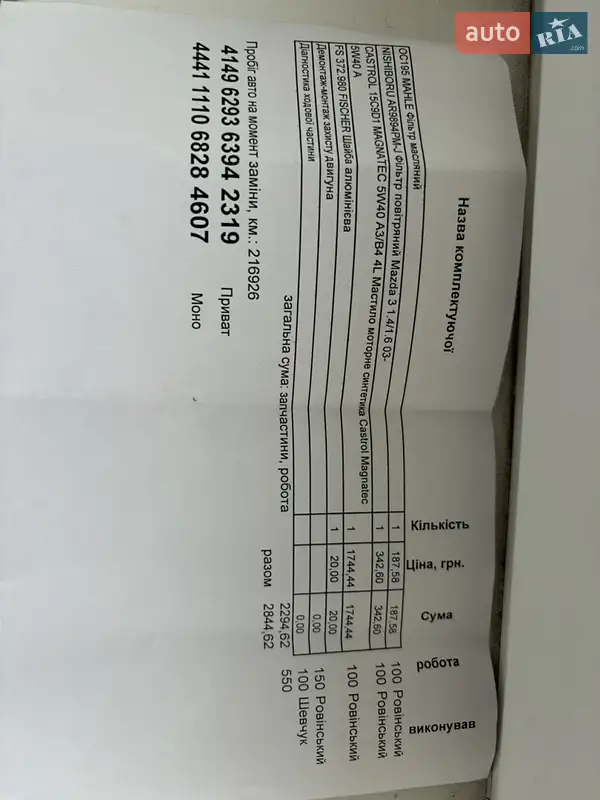 auto RIA .com
Назва комплектуючої Кількість Ціна, грн. Сума робота виконував
OC195 MAHLE Фільтр масляний 1 187,58 187,58 100 Ровінський
NISHIBORU AR9894PM-J Фільтр повітряний Mazda 3 1.4/1.6 03- 1 342,60 342,60 100 Ровінський
CASTROL 15C9D1 MAGNATEC 5W40 A3/B4 4L Мастило моторне синтетика Castrol Magnatec
5W40 A 1 1744,44 1744,44 100 Ровінський
FS 372.980 FISCHER Шайба алюмінієва 1 20,00 20,00
Демонтаж-монтаж захисту двигуна 0,00 150 Ровінський
Діагностика ходової частини 0,00 100 Шевчук
загальна сума: запчастини, робота 2294,62 550
разом 2844,62
Пробіг авто на момент заміни, км.: 216926
4149 6293 6394 2319 Приват
4441 1110 6828 4607 Моно